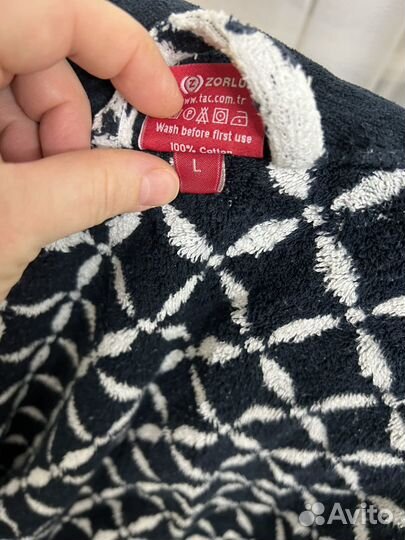 ZORLU
www.tac.com.tr
Wash before first use
100% Cotton
L
Avito